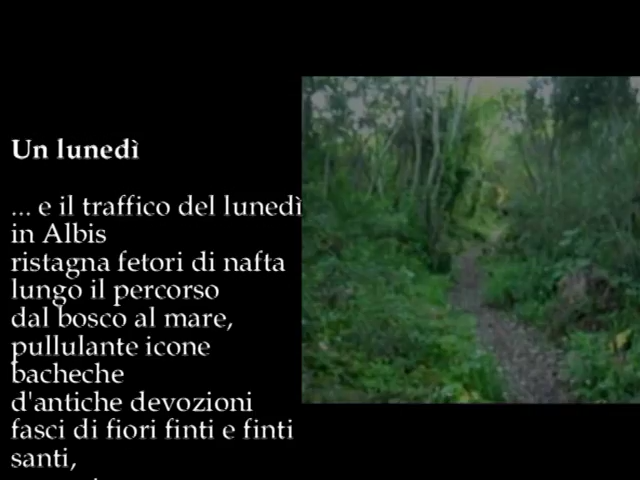 Un lunedì
... e il traffico del lunedì
in Albis
ristagna fetori di nafta
lungo il percorso
dal bosco al mare,
pullulante icone
bacheche
d'antiche devozioni
fasci di fiori finti e finti
santi,